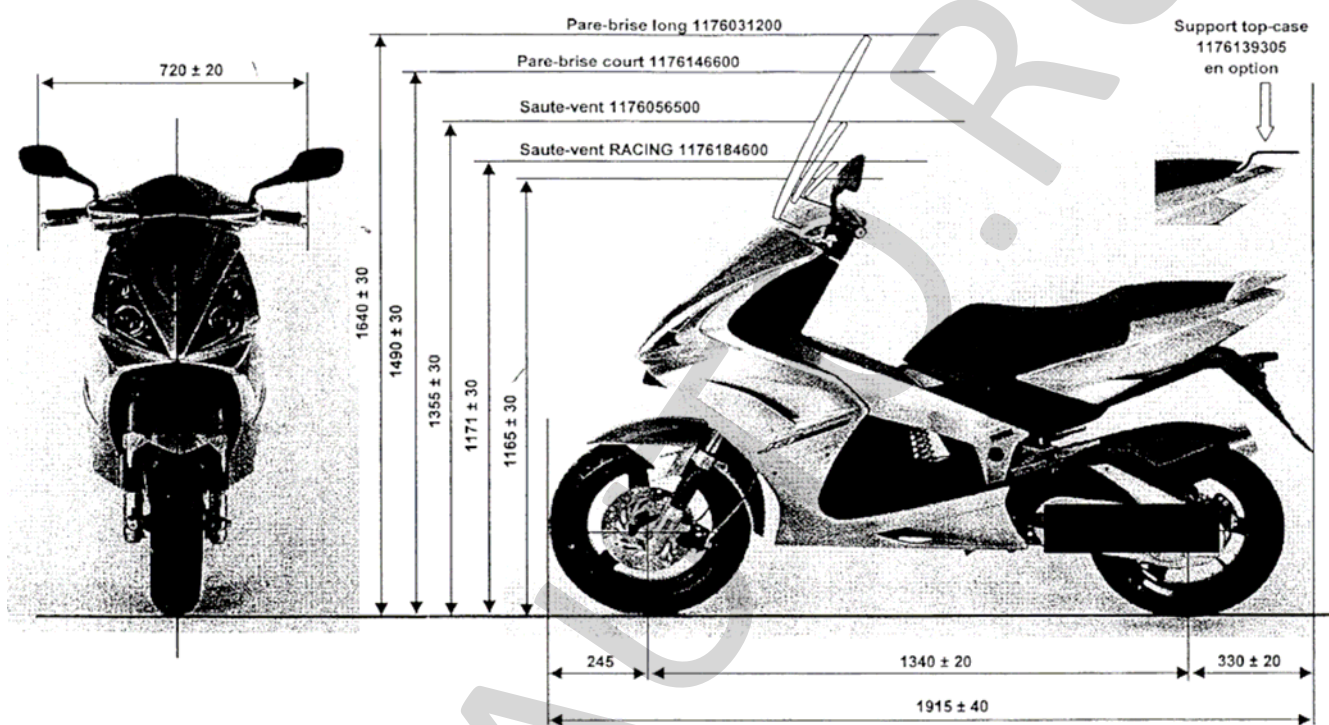 Pare-brise long 1176031200
Support top-case
1176139305
en option
Pare-brise court 1176146600
720 ± 20
Saute-vent 1176056500
Saute-vent RACING 1176184600
1640 ± 30
1490 ± 30
1355 ± 30
1171 ± 30
1165 ± 30
245
1340 ± 20
330 ± 20
1915 ± 40